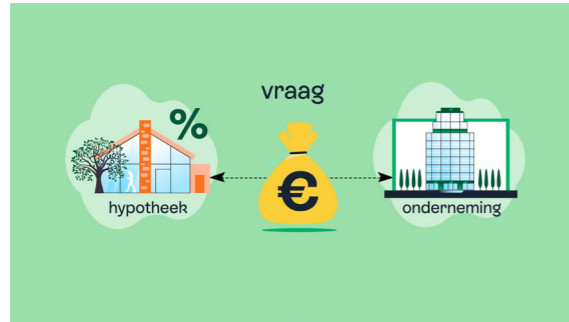 vraag
%
€
hypotheek
onderneming